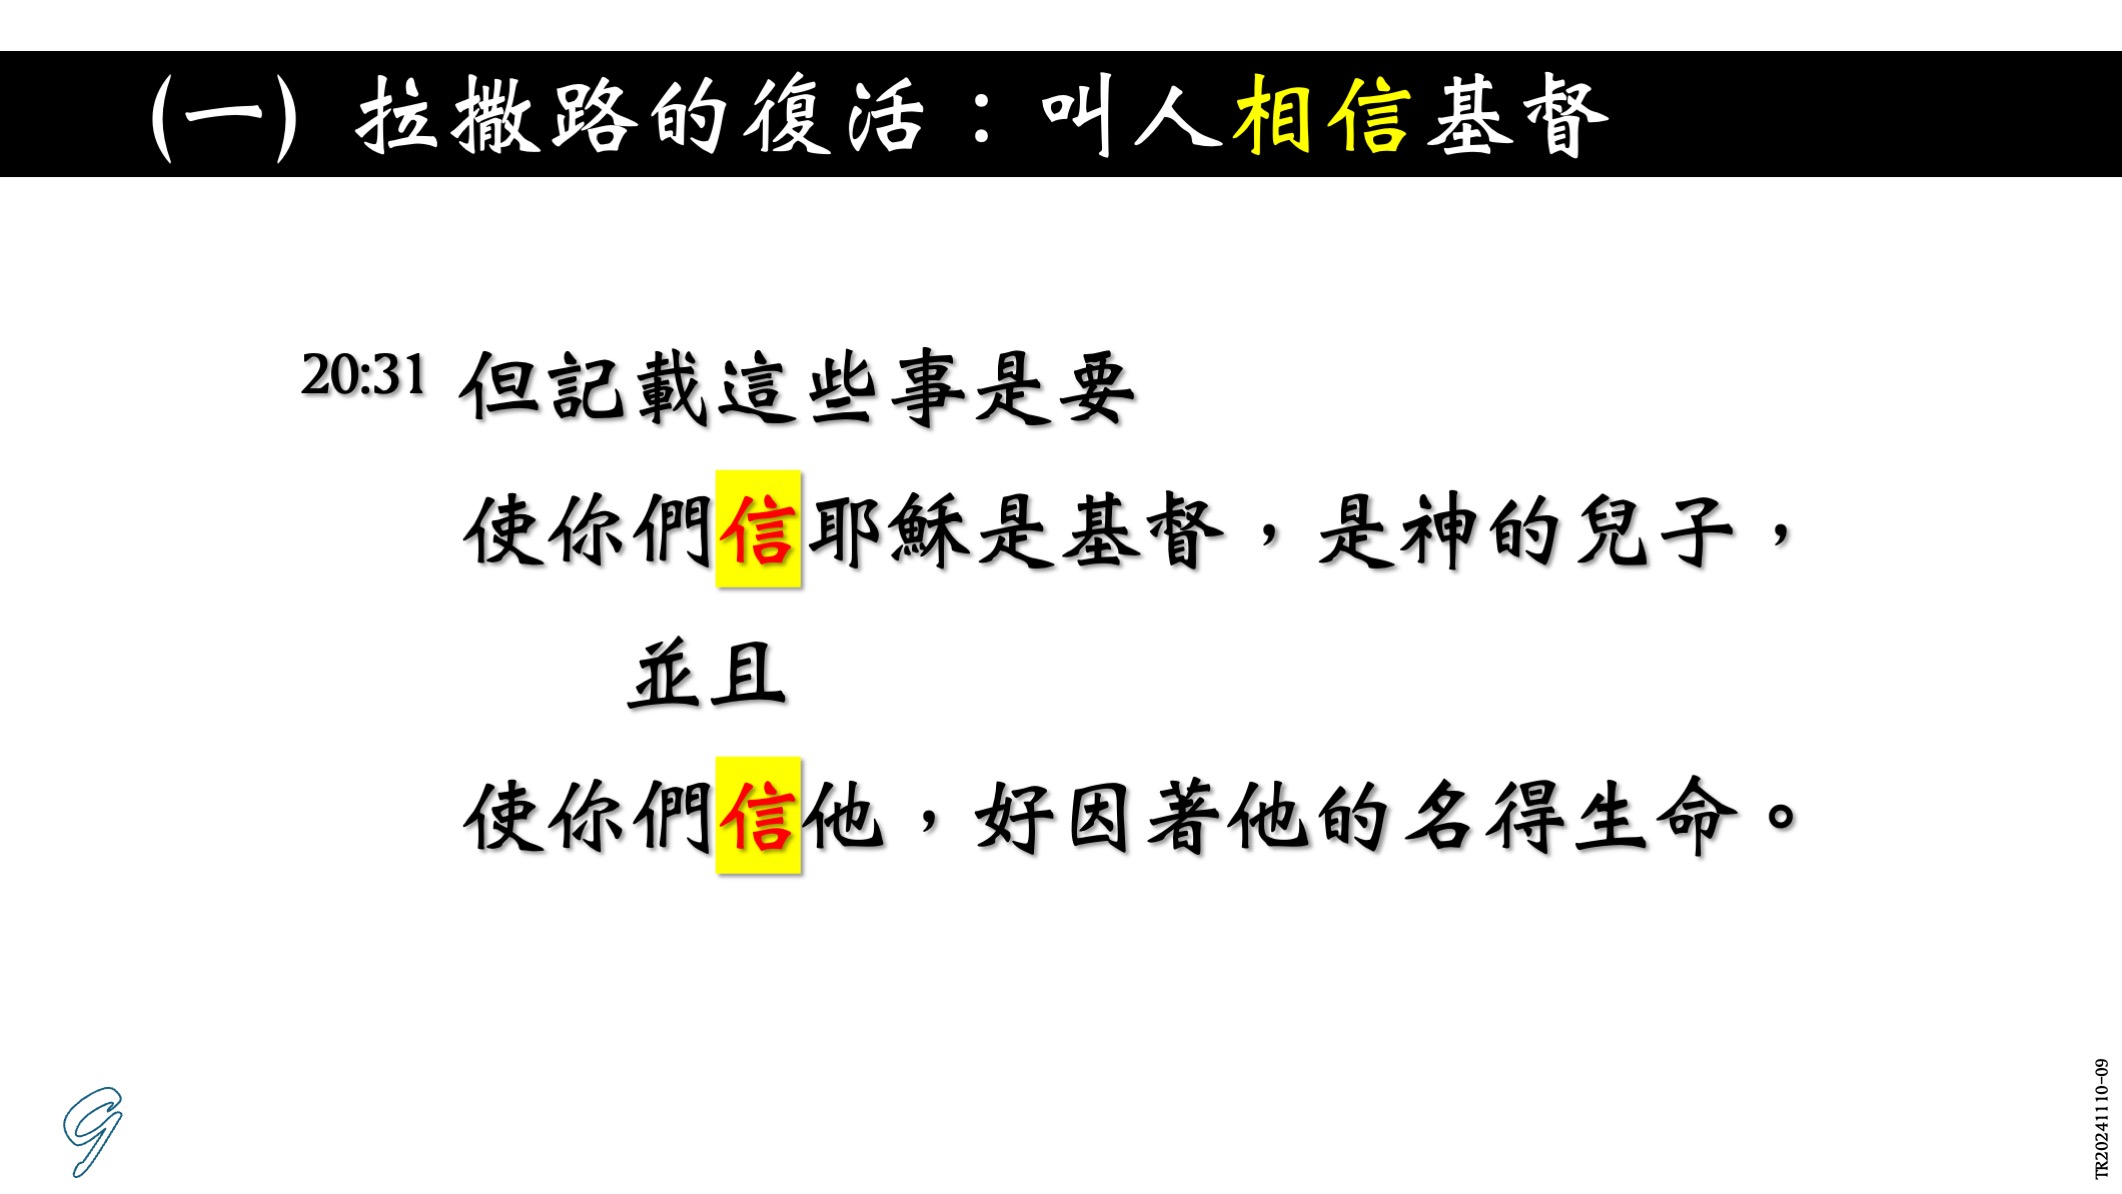 (一) 拉撒路的復活：叫人相信基督
20:31 但記載這些事是要
使你們信耶穌是基督，是神的兒子，
並且
使你們信他，好因著他的名得生命。
G
TR20241110-09